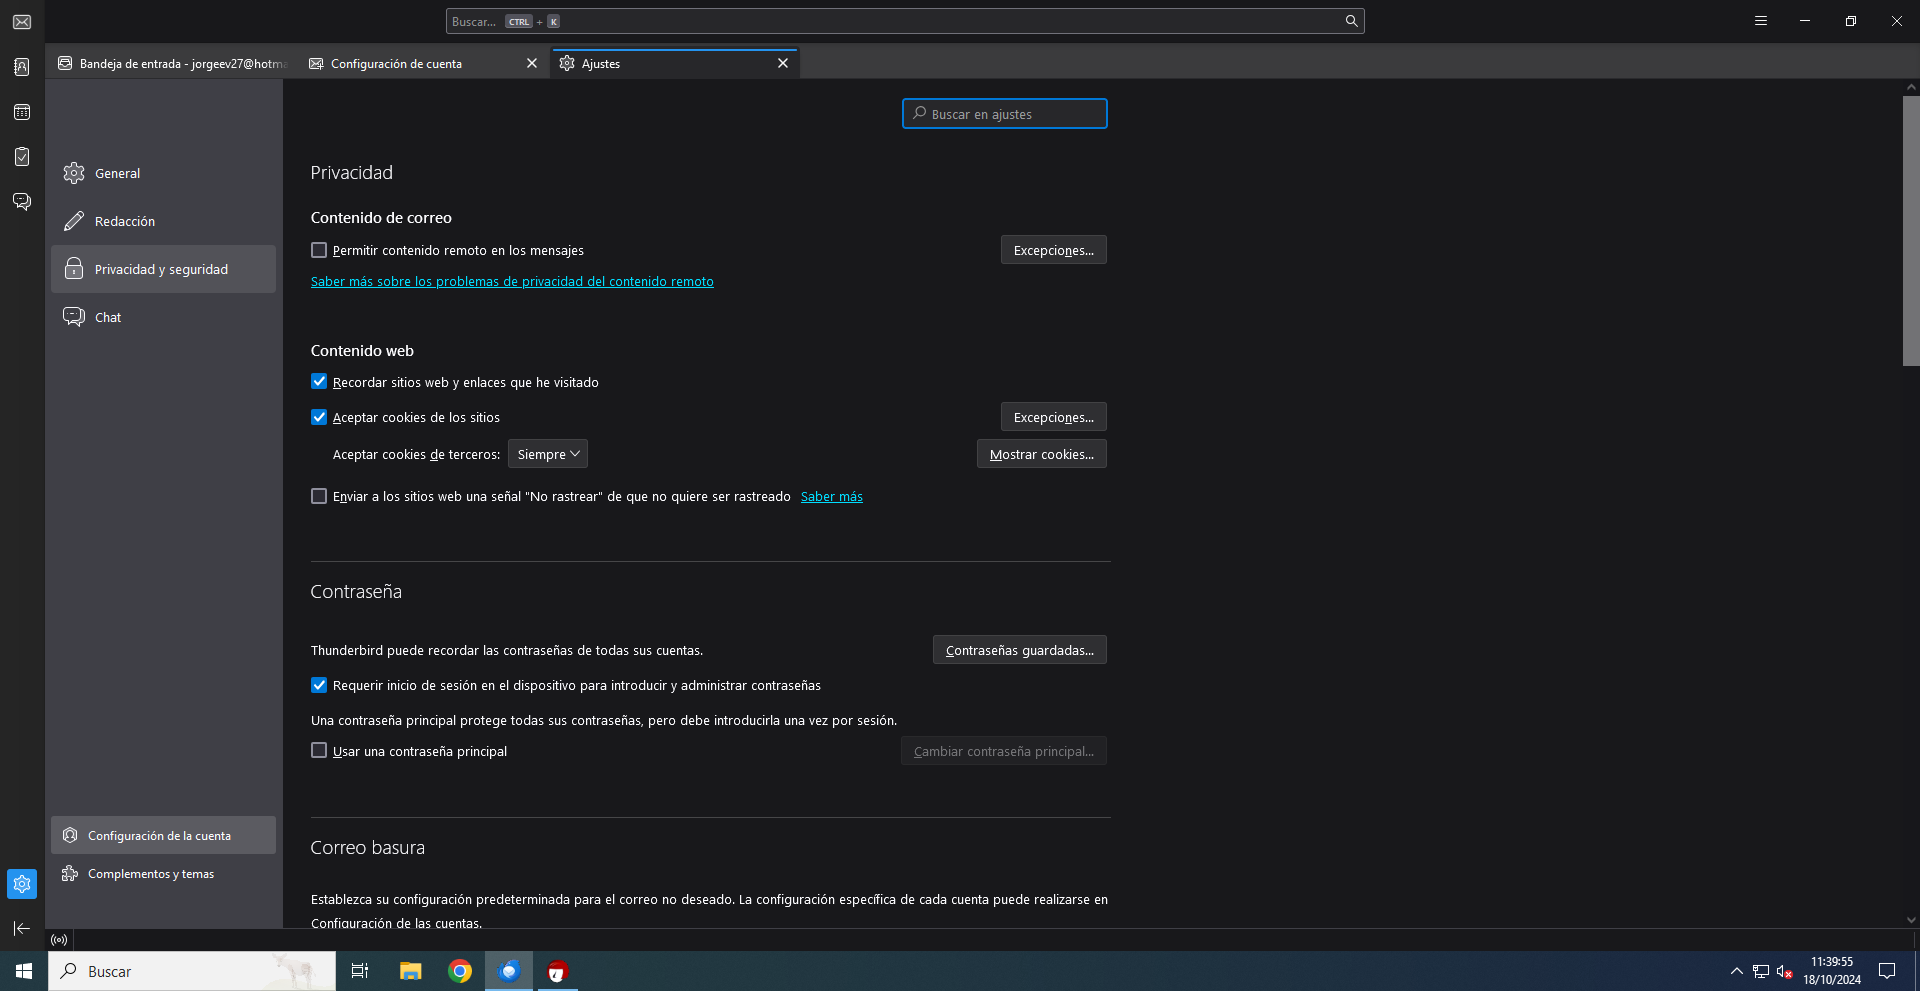 Buscar... CTRL + K
Bandeja de entrada - jorgeev27@hotma
Configuración de cuenta
Ajustes
Buscar en ajustes
General
Redacción
Privacidad y seguridad
Chat
Configuración de la cuenta
Complementos y temas
Privacidad
Contenido de correo
Permitir contenido remoto en los mensajes
Excepciones...
Saber más sobre los problemas de privacidad del contenido remoto
Contenido web
Recordar sitios web y enlaces que he visitado
Aceptar cookies de los sitios
Excepciones...
Aceptar cookies de terceros: Siempre
Mostrar cookies...
Enviar a los sitios web una señal "No rastrear" de que no quiere ser rastreado Saber más
Contraseña
Thunderbird puede recordar las contraseñas de todas sus cuentas.
Contraseñas guardadas...
Requerir inicio de sesión en el dispositivo para introducir y administrar contraseñas
Una contraseña principal protege todas sus contraseñas, pero debe introducirla una vez por sesión.
Usar una contraseña principal
Cambiar contraseña principal...
Correo basura
Establezca su configuración predeterminada para el correo no deseado. La configuración específica de cada cuenta puede realizarse en
Configuración de las cuentas.
Buscar
11:39:55
18/10/2024